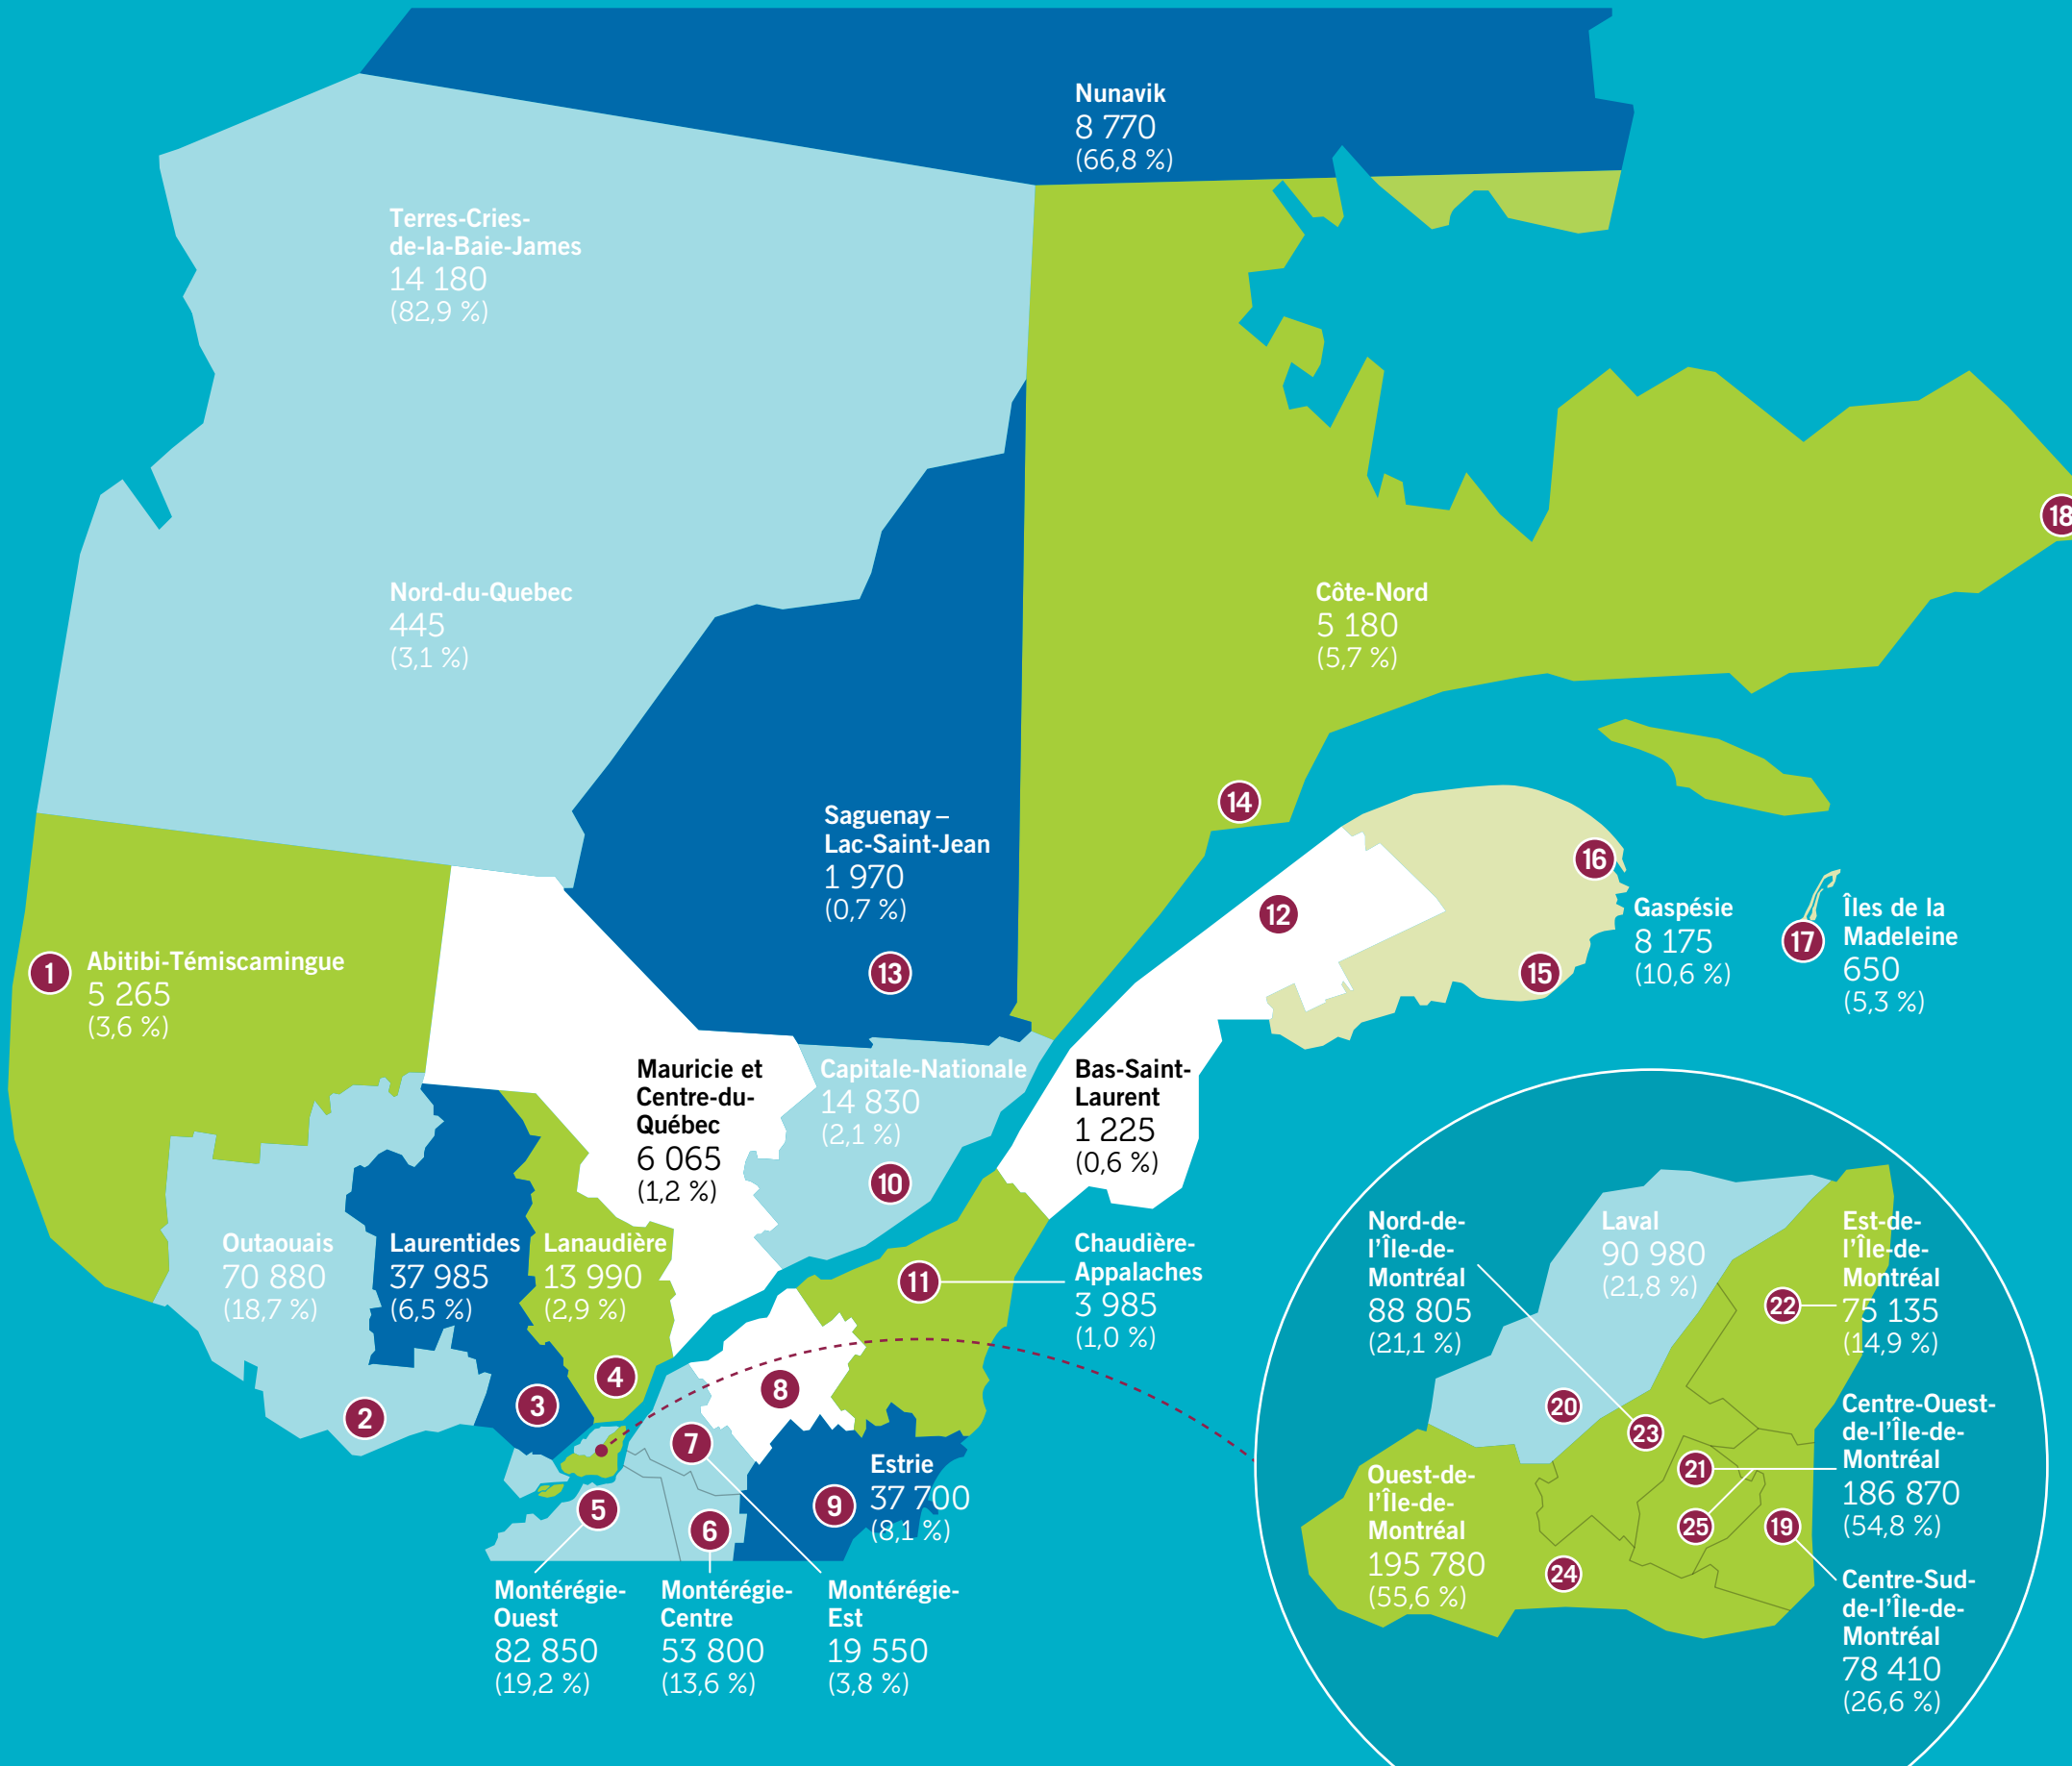 Nunavik
8 770
(66,8 %)
Terres-Cries-
de-la-Baie-James
14 180
(82,9 %)
Nord-du-Quebec
445
(3,1 %)
Côte-Nord
5 180
(5,7 %)
18
14
Saguenay –
Lac-Saint-Jean
1 970
(0,7 %)
13
12
16
15
Gaspésie
8 175
(10,6 %)
17
Îles de la
Madeleine
650
(5,3 %)
1
Abitibi-Témiscamingue
5 265
(3,6 %)
Mauricie et
Centre-du-
Québec
6 065
(1,2 %)
Capitale-Nationale
14 830
(2,1 %)
10
Bas-Saint-
Laurent
1 225
(0,6 %)
Outaouais
70 880
(18,7 %)
2
Laurentides
37 985
(6,5 %)
3
Lanaudière
13 990
(2,9 %)
4
11
Chaudière-
Appalaches
3 985
(1,0 %)
8
7
5
6
9
Estrie
37 700
(8,1 %)
Montérégie-
Ouest
82 850
(19,2 %)
Montérégie-
Centre
53 800
(13,6 %)
Montérégie-
Est
19 550
(3,8 %)
Nord-de-
l'Île-de-
Montréal
88 805
(21,1 %)
Laval
90 980
(21,8 %)
20
Est-de-
l'Île-de-
Montréal
75 135
(14,9 %)
22
23
21
Centre-Ouest-
de-l'Île-de-
Montréal
186 870
(54,8 %)
25
19
Ouest-de-
l'Île-de-
Montréal
195 780
(55,6 %)
24
Centre-Sud-
de-l'Île-de-
Montréal
78 410
(26,6 %)